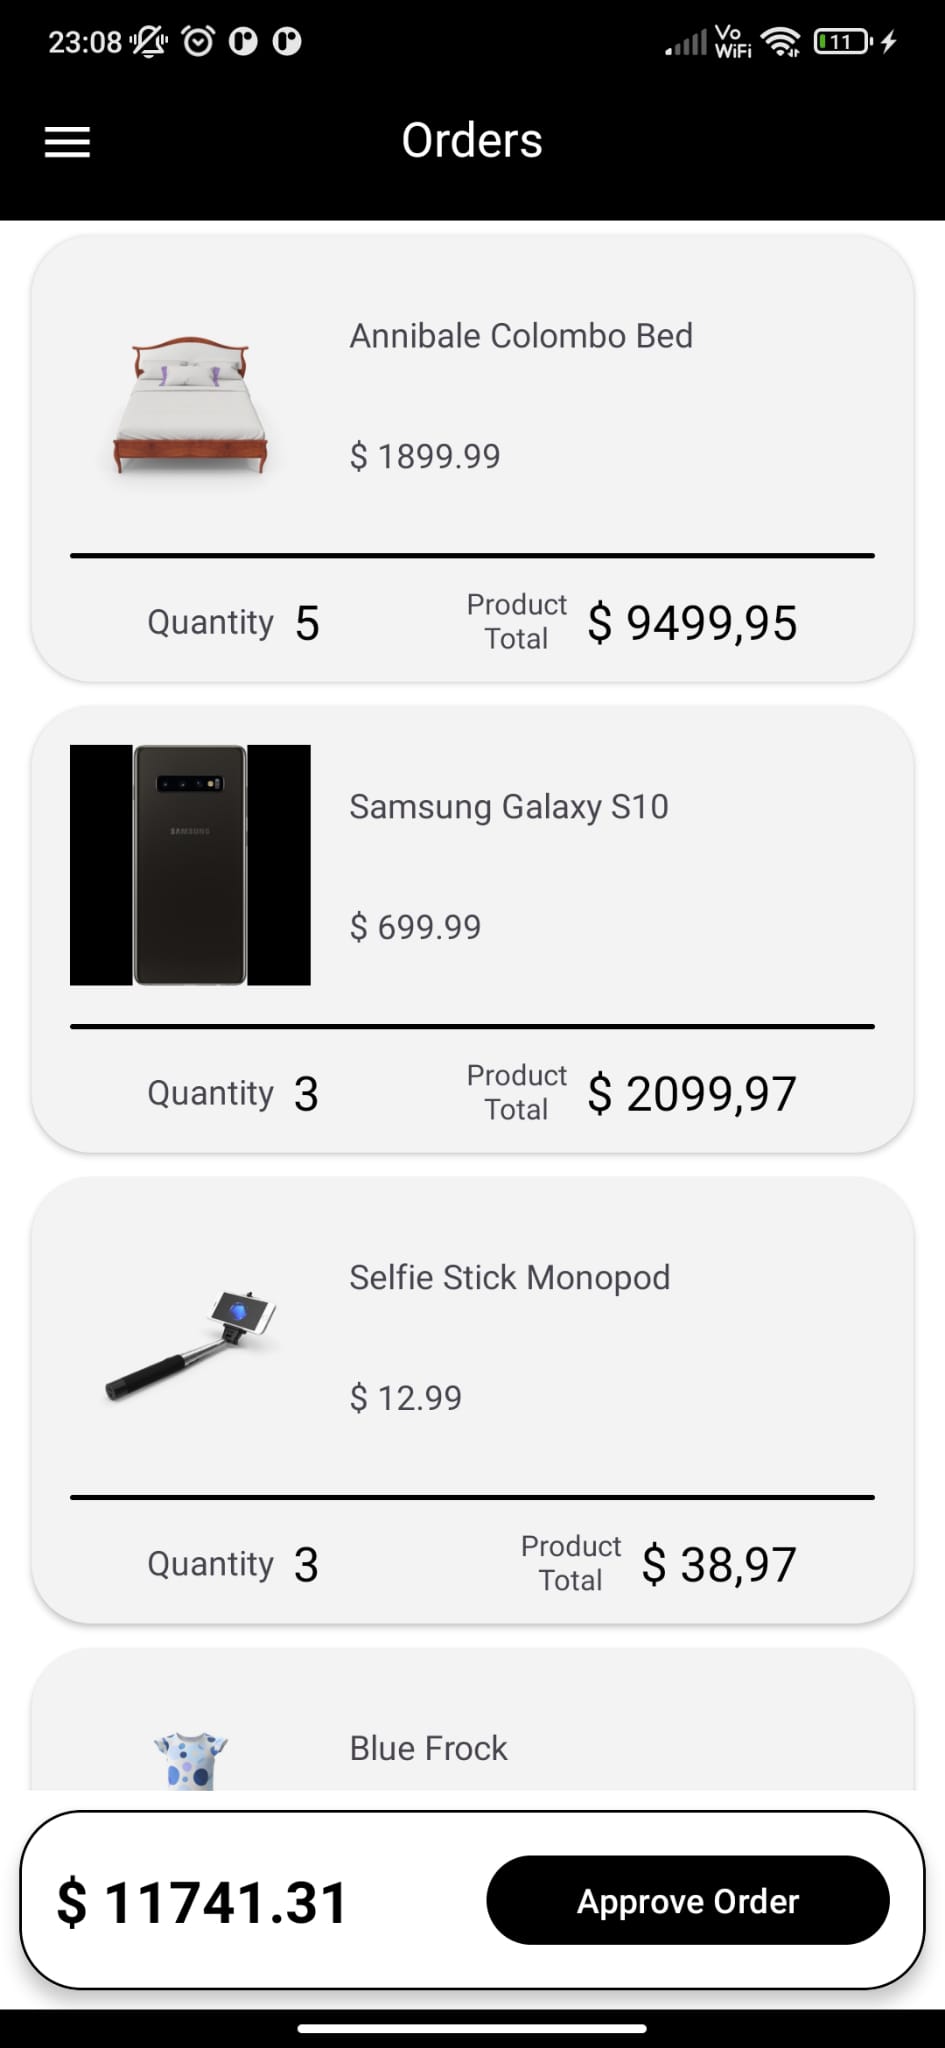 23:08
Vo
WiFi
11
Orders
Annibale Colombo Bed
$ 1899.99
Quantity 5
Product
Total
$ 9499,95
SAMSUNG
Samsung Galaxy S10
$ 699.99
Quantity 3
Product
Total
$ 2099,97
Selfie Stick Monopod
$ 12.99
Quantity 3
Product
Total
$ 38,97
Blue Frock
$ 11741.31
Approve Order